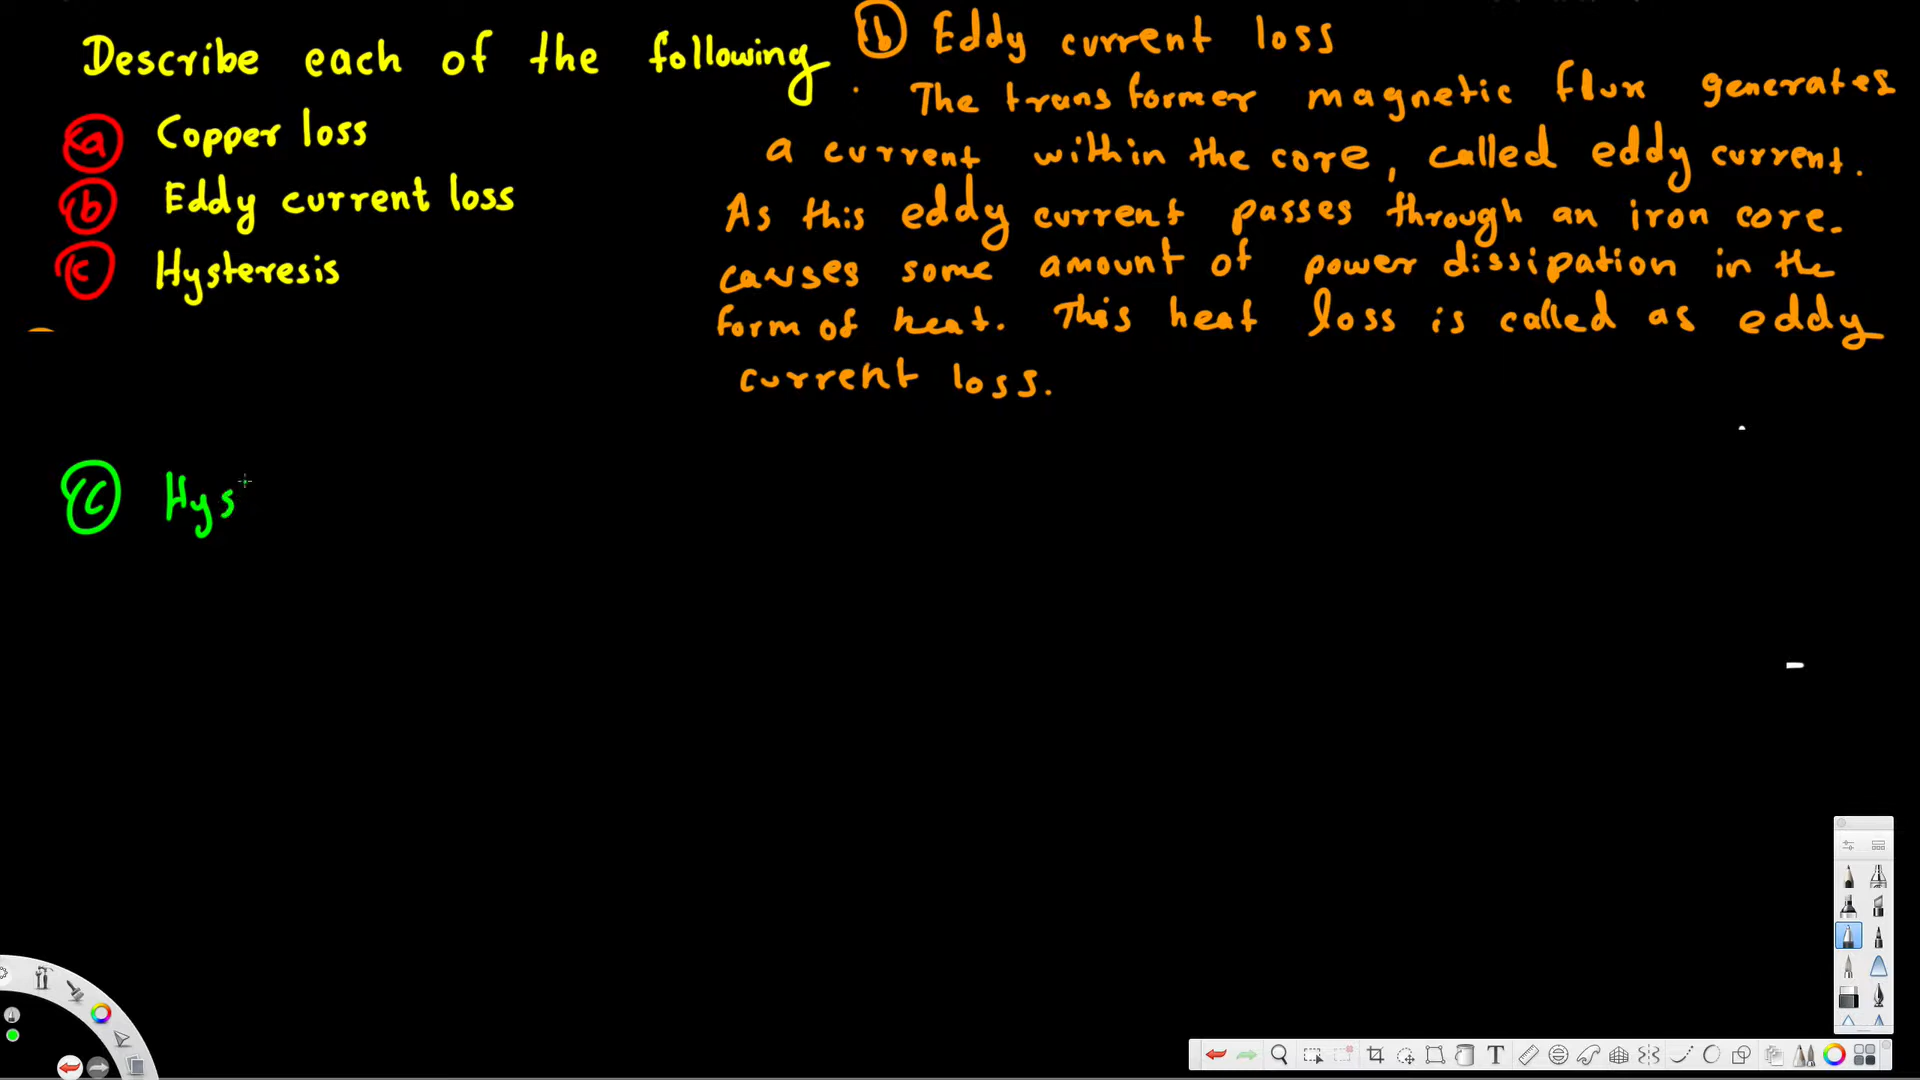 Describe each of the following
a Copper loss
b Eddy current loss
c Hysteresis
b Eddy current loss
The transformer magnetic flux generates
a current within the core, called eddy current.
As this eddy current passes through an iron core.
causes some amount of power dissipation in the
form of heat. This heat loss is called as eddy
current loss.
c Hys
T